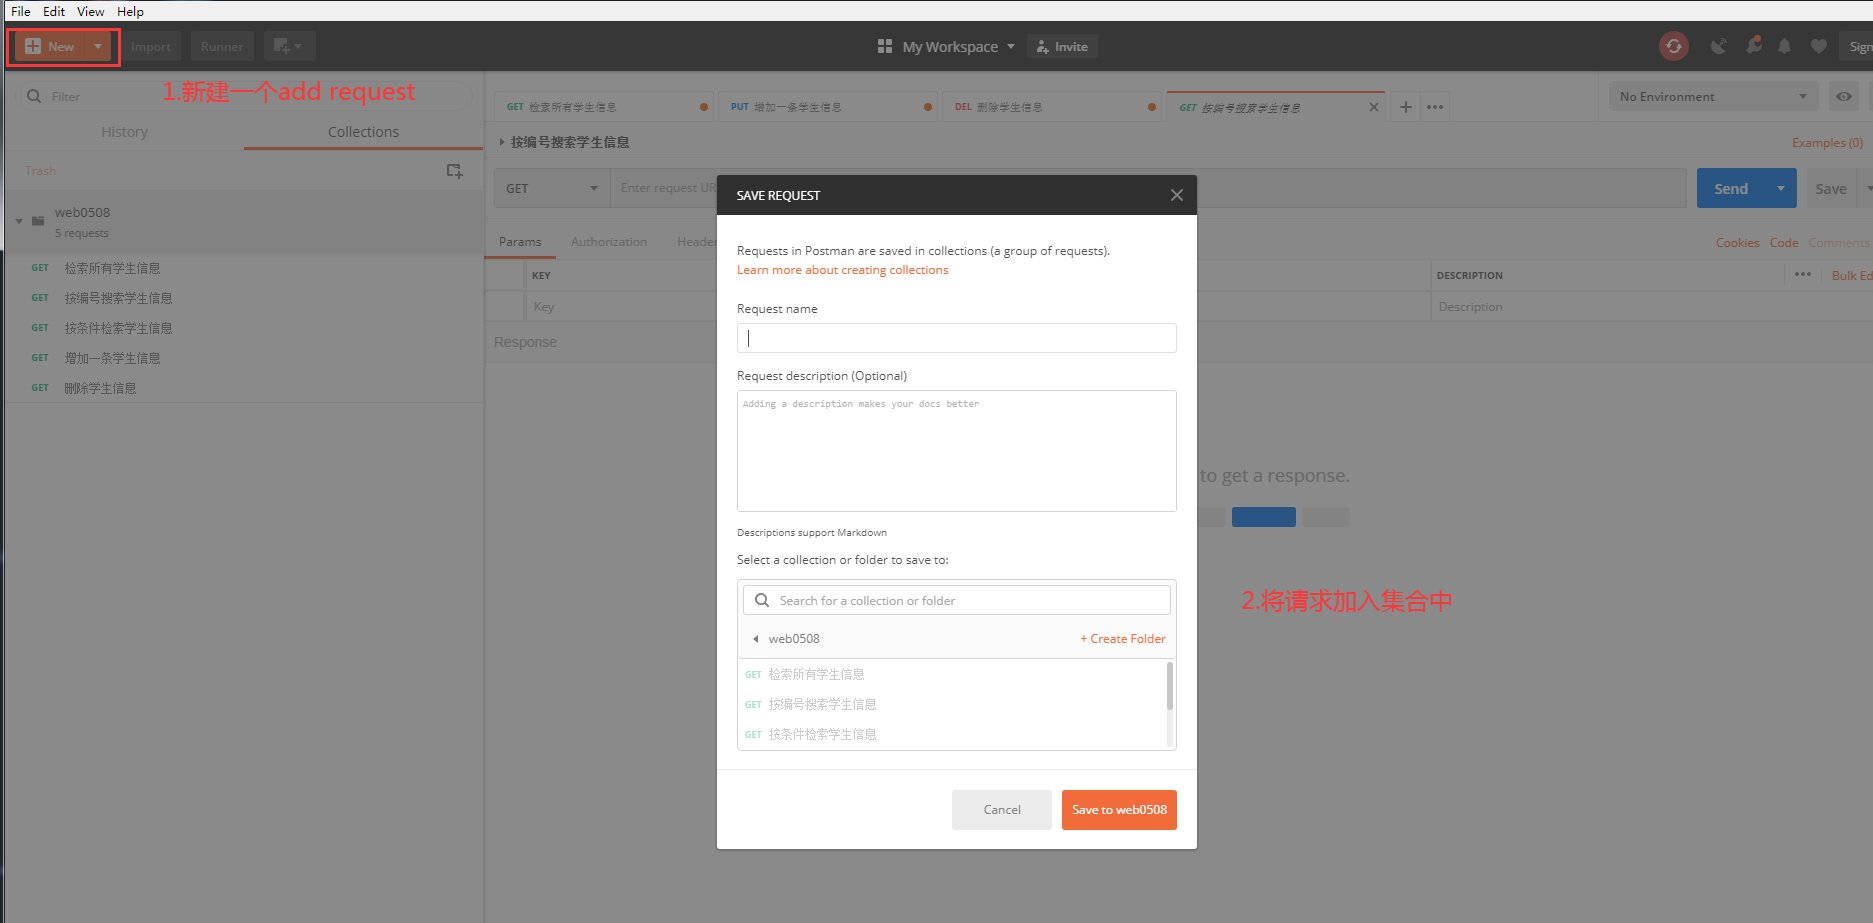 File Edit View Help
New Import Runner My Workspace Invite Sign
1.新建一个add request
Filter
History Collections
Trash
web0508
5 requests
GET 检索所有学生信息
GET 按编号搜索学生信息
GET 按条件检索学生信息
GET 增加一条学生信息
GET 删除学生信息
GET 检索所有学生信息 PUT 增加一条学生信息 DEL 删除学生信息 GET 按编号搜索学生信息
No Environment
按编号搜索学生信息 Examples (0)
GET Enter request UR Send Save
Params Authorization Header Cookies Code Comments
KEY DESCRIPTION Bulk Ed
Key Description
Response
to get a response.
SAVE REQUEST
Requests in Postman are saved in collections (a group of requests).
Learn more about creating collections
Request name
Request description (Optional)
Adding a description makes your docs better
Descriptions support Markdown
Select a collection or folder to save to:
Search for a collection or folder
web0508 + Create Folder
GET 检索所有学生信息
GET 按编号搜索学生信息
GET 按条件检索学生信息
Cancel Save to web0508
2.将请求加入集合中